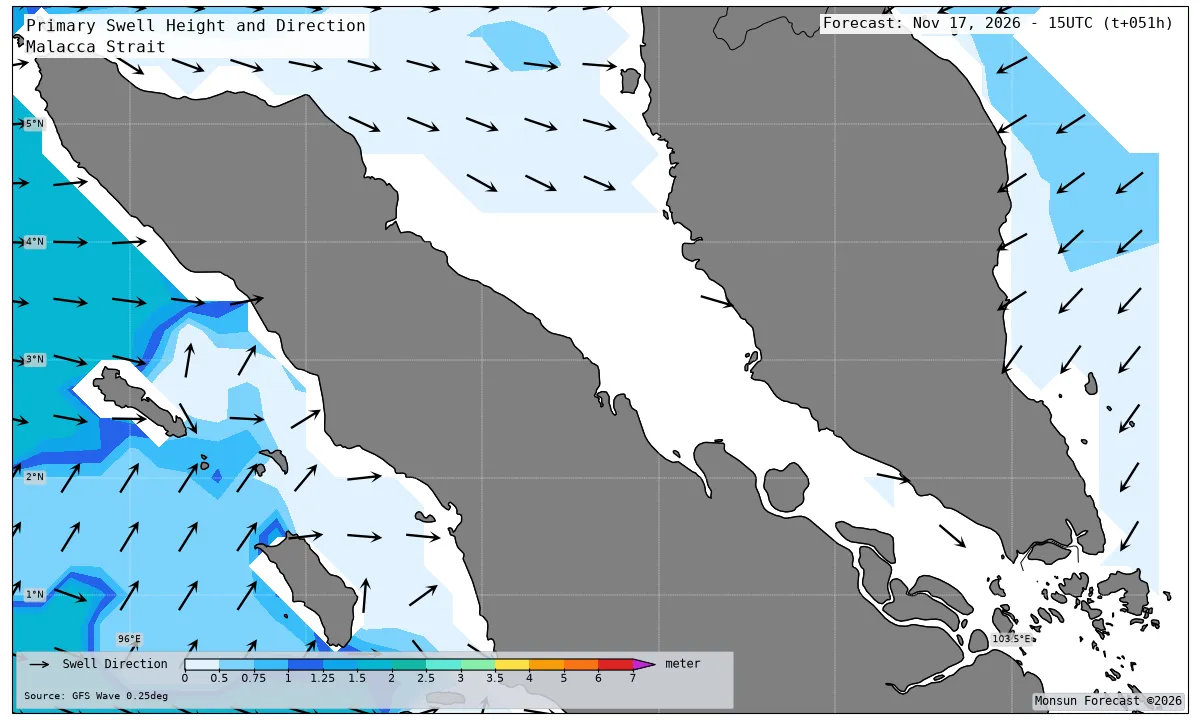 Primary Swell Height and Direction
Malacca Strait
Forecast: Nov 17, 2026 - 15UTC (t+051h)
5°N
4°N
3°N
2°N
1°N
96°E
103.5°E
Swell Direction
meter
0 0.5 0.75 1 1.25 1.5 2 2.5 3 3.5 4 5 6 7
Source: GFS Wave 0.25deg
Monsun Forecast ©2026